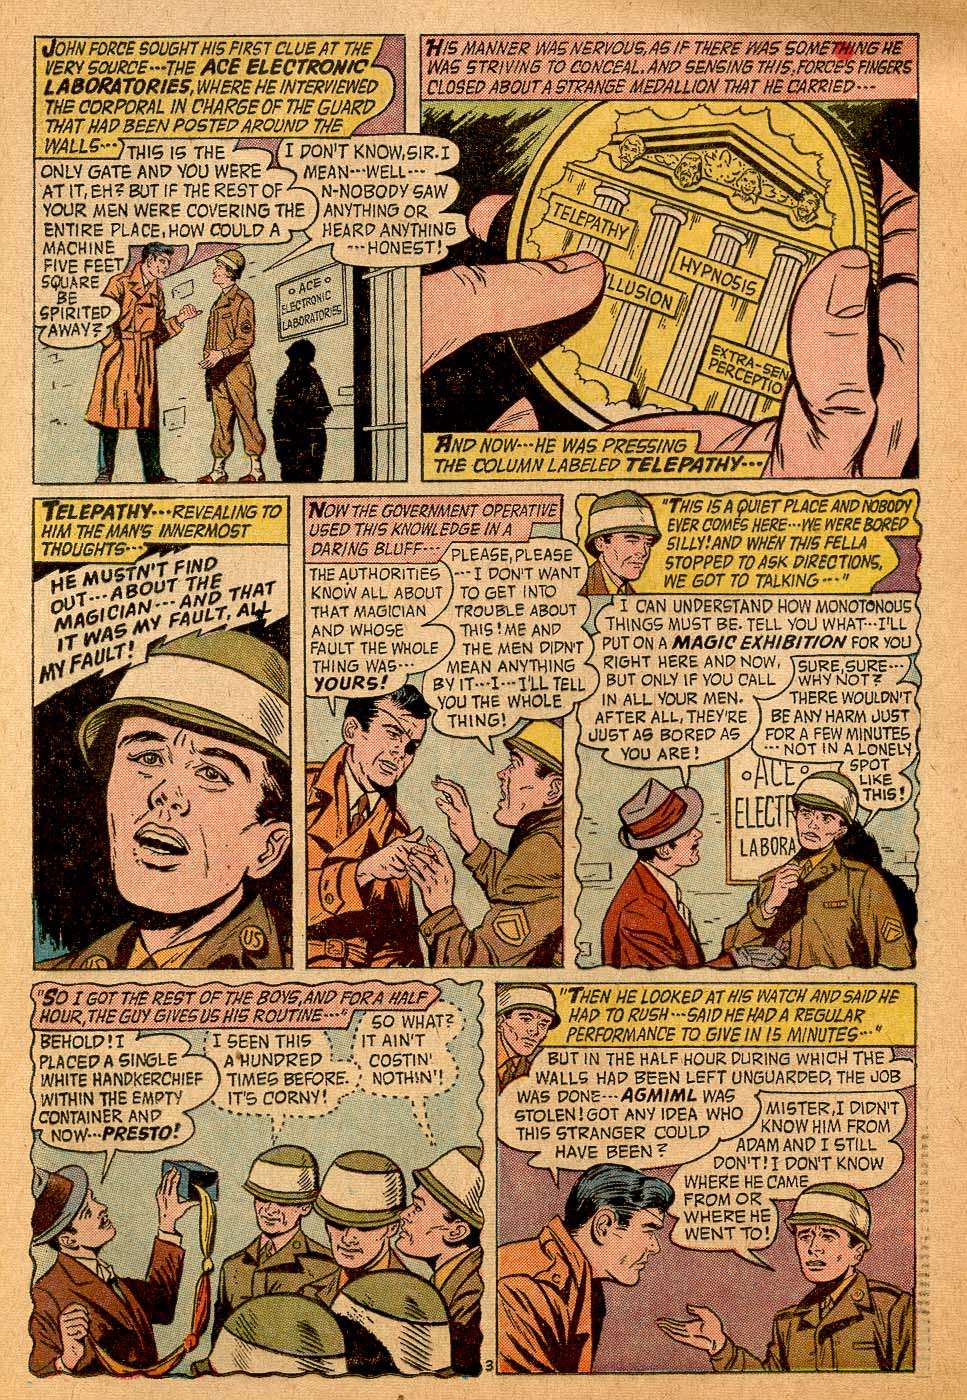 JOHN FORCE SOUGHT HIS FIRST CLUE AT THE
VERY SOURCE---THE ACE ELECTRONIC
LABORATORIES, WHERE HE INTERVIEWED
THE CORPORAL IN CHARGE OF THE GUARD
THAT HAD BEEN POSTED AROUND THE
WALLS---
THIS IS THE
ONLY GATE AND YOU WERE
AT IT, EH? BUT IF THE REST OF
YOUR MEN WERE COVERING THE
ENTIRE PLACE, HOW COULD A
MACHINE
FIVE FEET
SQUARE
BE
SPIRITED
AWAY?
I DON'T KNOW, SIR. I
MEAN---WELL---
N-NOBODY SAW
ANYTHING OR
HEARD ANYTHING
---HONEST!
ACE
ELECTRONIC
LABORATORIES
HIS MANNER WAS NERVOUS, AS IF THERE WAS SOMETHING HE
WAS STRIVING TO CONCEAL. AND SENSING THIS, FORCE'S FINGERS
CLOSED ABOUT A STRANGE MEDALLION THAT HE CARRIED---
TELEPATHY
HYPNOSIS
ILLUSION
EXTRA-SEN
PERCEPTIO
AND NOW---HE WAS PRESSING
THE COLUMN LABELED TELEPATHY---
TELEPATHY---REVEALING TO
HIM THE MAN'S INNERMOST
THOUGHTS---
HE MUSTN'T FIND
OUT---ABOUT THE
MAGICIAN---AND THAT
IT WAS MY FAULT, ALL
MY FAULT!
US
NOW THE GOVERNMENT OPERATIVE
USED THIS KNOWLEDGE IN A
DARING BLUFF---
THE AUTHORITIES
KNOW ALL ABOUT
THAT MAGICIAN
AND WHOSE
FAULT THE WHOLE
THING WAS---
YOURS!
PLEASE, PLEASE
---I DON'T WANT
TO GET INTO
TROUBLE ABOUT
THIS! ME AND
THE MEN DIDN'T
MEAN ANYTHING
BY IT---I---I'LL TELL
YOU THE WHOLE
THING!
"THIS IS A QUIET PLACE AND NOBODY
EVER COMES HERE---WE WERE BORED
SILLY! AND WHEN THIS FELLA
STOPPED TO ASK DIRECTIONS,
WE GOT TO TALKING---"
I CAN UNDERSTAND HOW MONOTONOUS
THINGS MUST BE. TELL YOU WHAT---I'LL
PUT ON A MAGIC EXHIBITION FOR YOU
RIGHT HERE AND NOW,
BUT ONLY IF YOU CALL
IN ALL YOUR MEN.
AFTER ALL, THEY'RE
JUST AS BORED AS
YOU ARE!
SURE, SURE---
WHY NOT?
THERE WOULDN'T
BE ANY HARM JUST
FOR A FEW MINUTES
---NOT IN A LONELY
SPOT
LIKE
THIS!
ACE
ELECT
LABORA
"SO I GOT THE REST OF THE BOYS, AND FOR A HALF
HOUR, THE GUY GIVES US HIS ROUTINE---"
BEHOLD! I
PLACED A SINGLE
WHITE HANDKERCHIEF
WITHIN THE EMPTY
CONTAINER AND
NOW---PRESTO!
I SEEN THIS
A HUNDRED
TIMES BEFORE.
IT'S CORNY!
SO WHAT?
IT AIN'T
COSTIN'
NOTHIN'!
3
"THEN HE LOOKED AT HIS WATCH AND SAID HE
HAD TO RUSH---SAID HE HAD A REGULAR
PERFORMANCE TO GIVE IN 15 MINUTES---"
BUT IN THE HALF HOUR DURING WHICH THE
WALLS HAD BEEN LEFT UNGUARDED, THE JOB
WAS DONE---AGMIML WAS
STOLEN! GOT ANY IDEA WHO
THIS STRANGER COULD
HAVE BEEN?
MISTER, I DIDN'T
KNOW HIM FROM
ADAM AND I STILL
DON'T! I DON'T KNOW
WHERE HE CAME
FROM OR
WHERE HE
WENT TO!